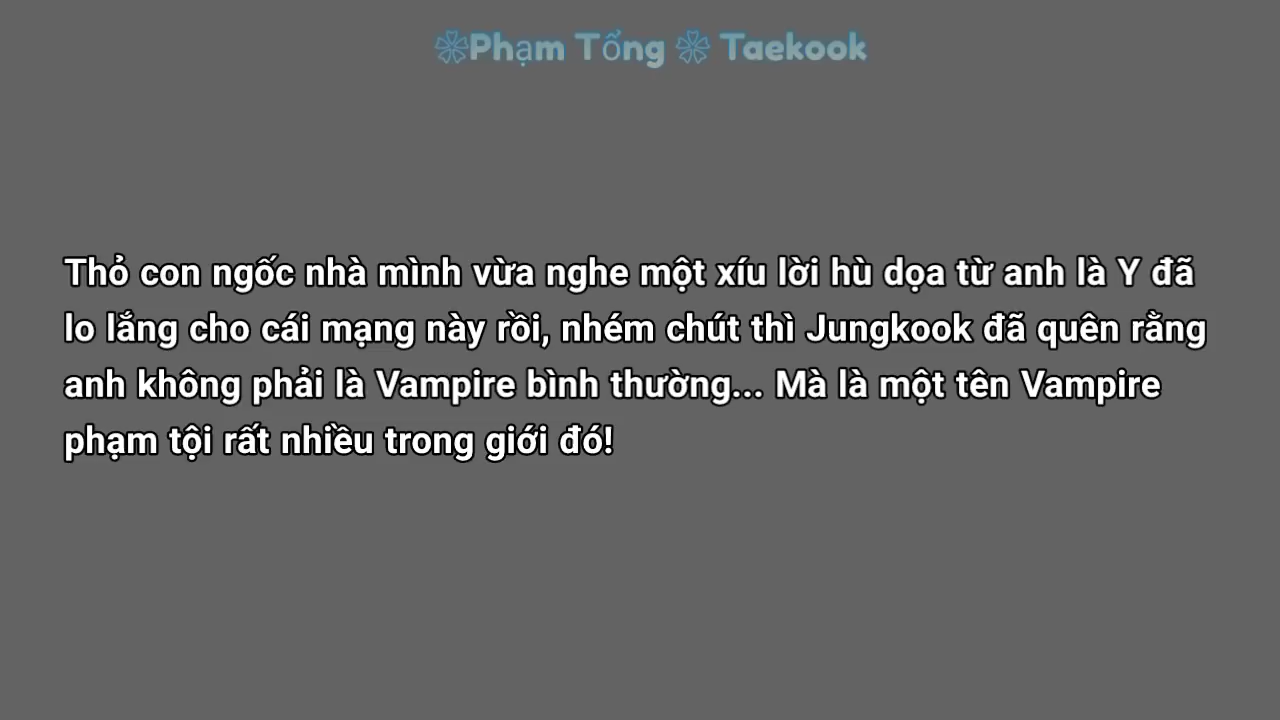 ❀Phạm Tổng ❀ Taekook
Thỏ con ngốc nhà mình vừa nghe một xíu lời hù dọa từ anh là Y đã
lo lắng cho cái mạng này rồi, nhém chút thì Jungkook đã quên rằng
anh không phải là Vampire bình thường... Mà là một tên Vampire
phạm tội rất nhiều trong giới đó!